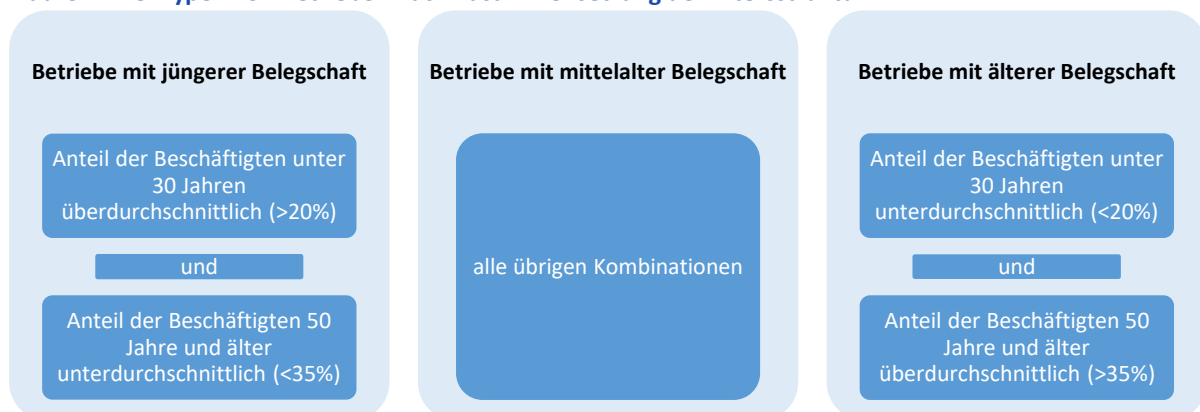 Betriebe mit jüngerer Belegschaft
Anteil der Beschäftigten unter
30 Jahren
überdurchschnittlich (>20%)
und
Anteil der Beschäftigten 50
Jahre und älter
unterdurchschnittlich (<35%)
Betriebe mit mittelalter Belegschaft
alle übrigen Kombinationen
Betriebe mit älterer Belegschaft
Anteil der Beschäftigten unter
30 Jahren
unterdurchschnittlich (<20%)
und
Anteil der Beschäftigten 50
Jahre und älter
überdurchschnittlich (>35%)